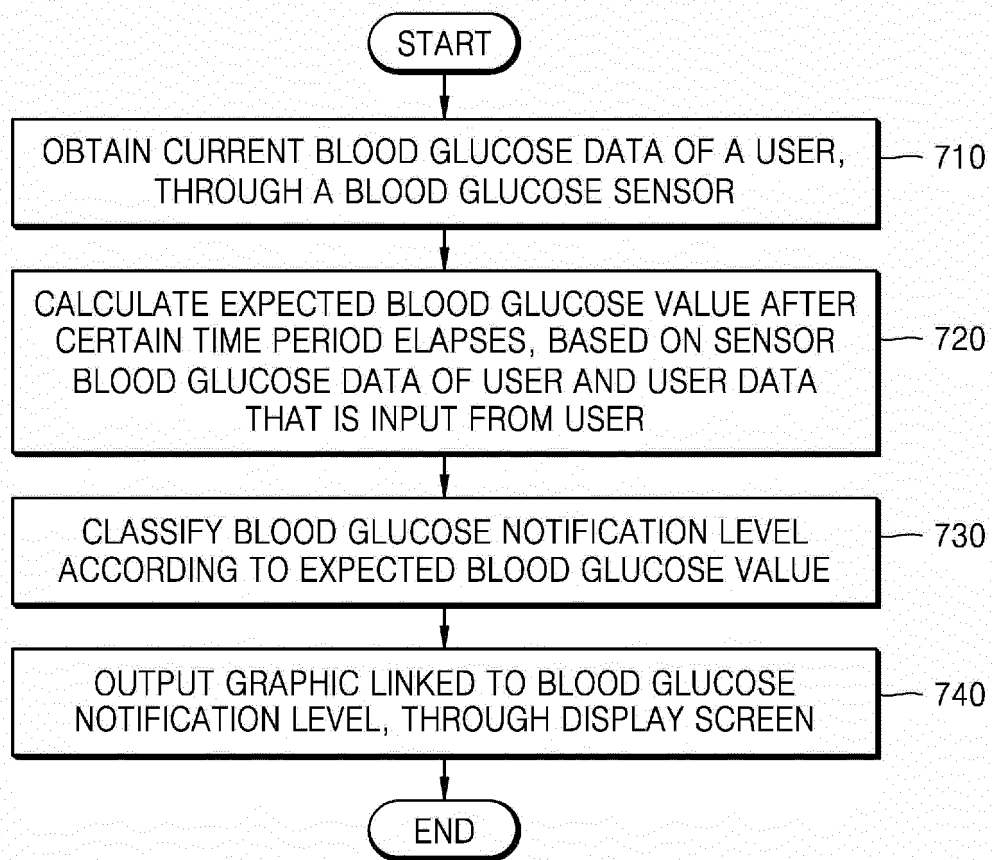 START
OBTAIN CURRENT BLOOD GLUCOSE DATA OF A USER,
THROUGH A BLOOD GLUCOSE SENSOR
710
CALCULATE EXPECTED BLOOD GLUCOSE VALUE AFTER
CERTAIN TIME PERIOD ELAPSES, BASED ON SENSOR
BLOOD GLUCOSE DATA OF USER AND USER DATA
THAT IS INPUT FROM USER
720
CLASSIFY BLOOD GLUCOSE NOTIFICATION LEVEL
ACCORDING TO EXPECTED BLOOD GLUCOSE VALUE
730
OUTPUT GRAPHIC LINKED TO BLOOD GLUCOSE
NOTIFICATION LEVEL, THROUGH DISPLAY SCREEN
740
END